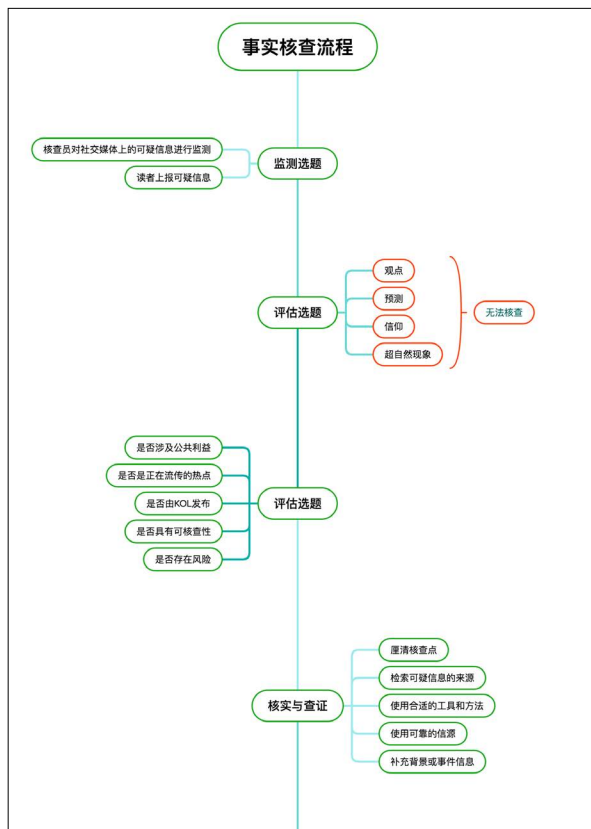 事实核查流程
核查员对社交媒体上的可疑信息进行监测
读者上报可疑信息
监测选题
评估选题
观点
预测
信仰
超自然现象
无法核查
是否涉及公共利益
是否是正在流传的热点
是否由KOL发布
是否具有可核查性
是否存在风险
评估选题
核实与查证
厘清核查点
检索可疑信息的来源
使用合适的工具和方法
使用可靠的信源
补充背景或事件信息